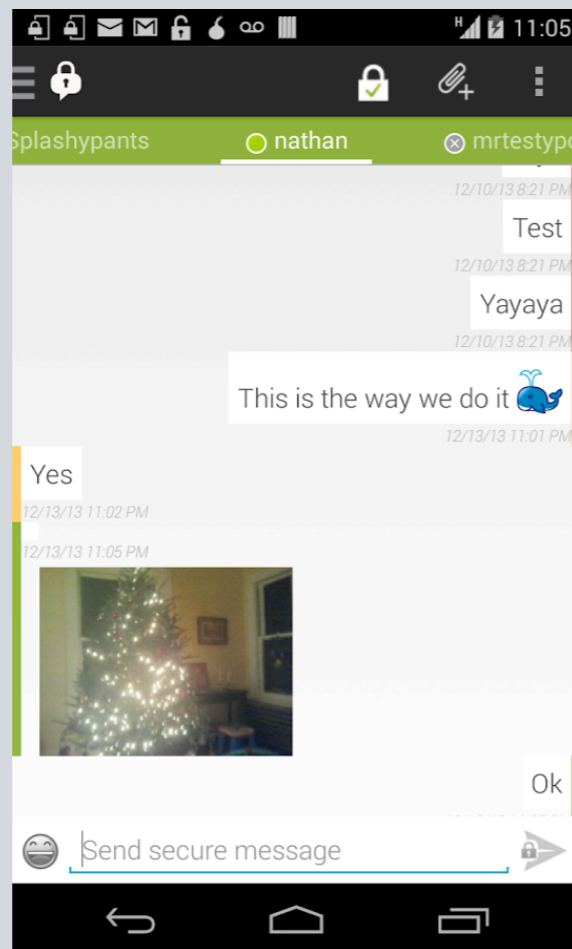 H 11:05
Splashypants nathan mrtestyp
12/10/13 8:21 PM
Test
12/10/13 8:21 PM
Yayaya
12/10/13 8:21 PM
This is the way we do it
12/13/13 11:01 PM
Yes
12/13/13 11:02 PM
12/13/13 11:05 PM
Ok
Send secure message